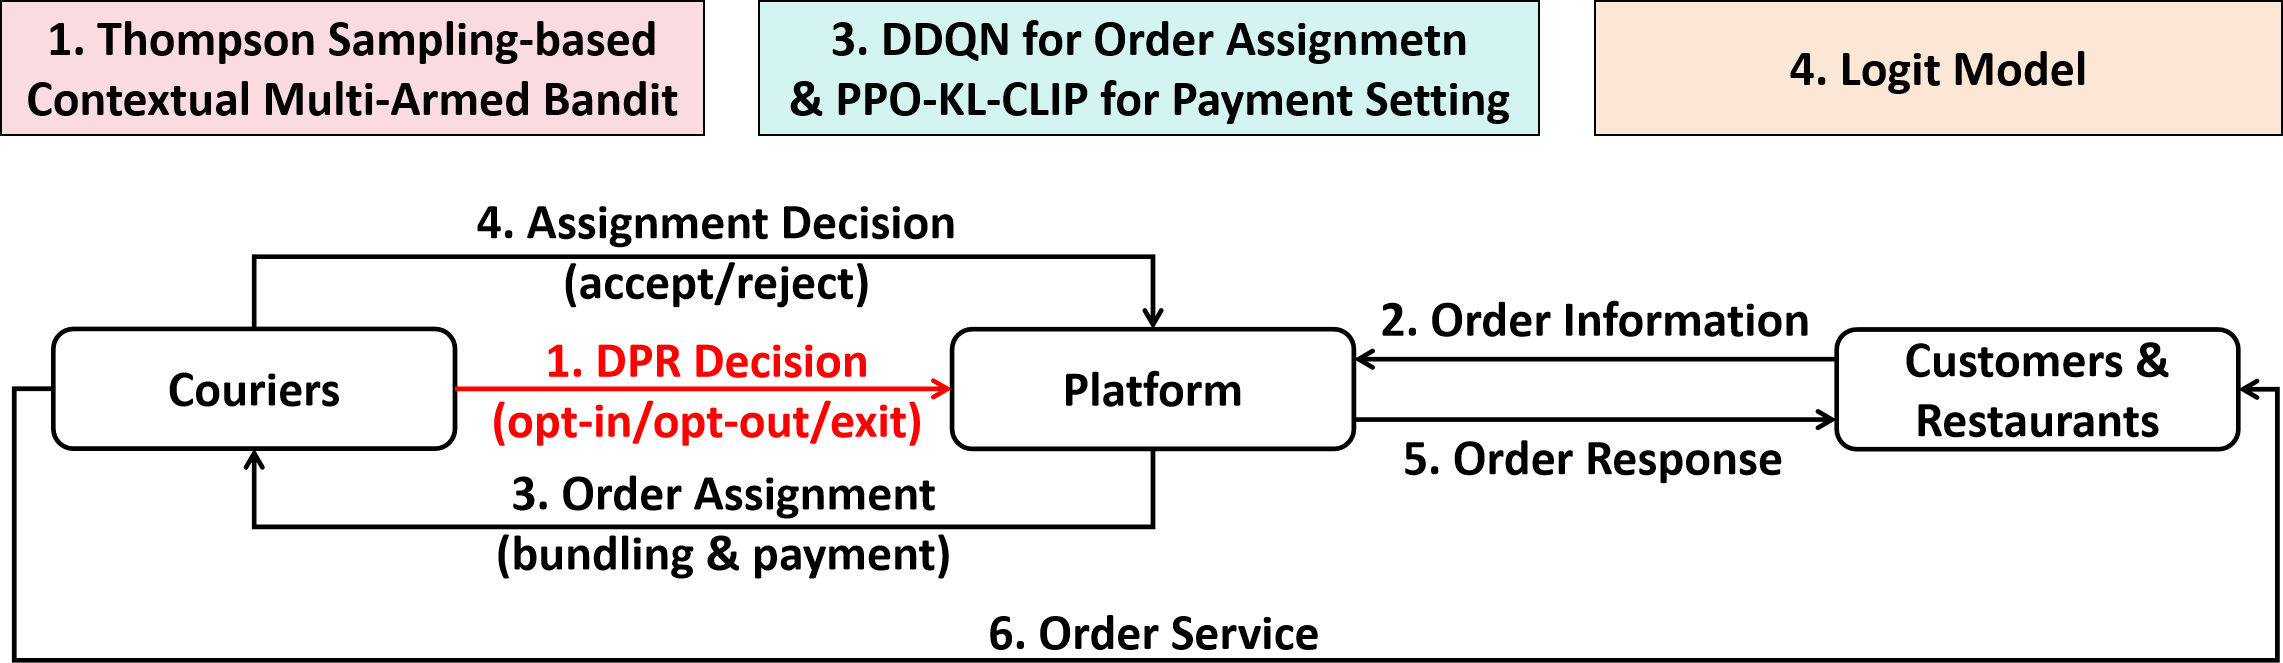 1. Thompson Sampling-based
Contextual Multi-Armed Bandit
3. DDQN for Order Assignmetn
& PPO-KL-CLIP for Payment Setting
4. Logit Model
4. Assignment Decision
(accept/reject)
Couriers
1. DPR Decision
(opt-in/opt-out/exit)
Platform
2. Order Information
5. Order Response
Customers &
Restaurants
3. Order Assignment
(bundling & payment)
6. Order Service